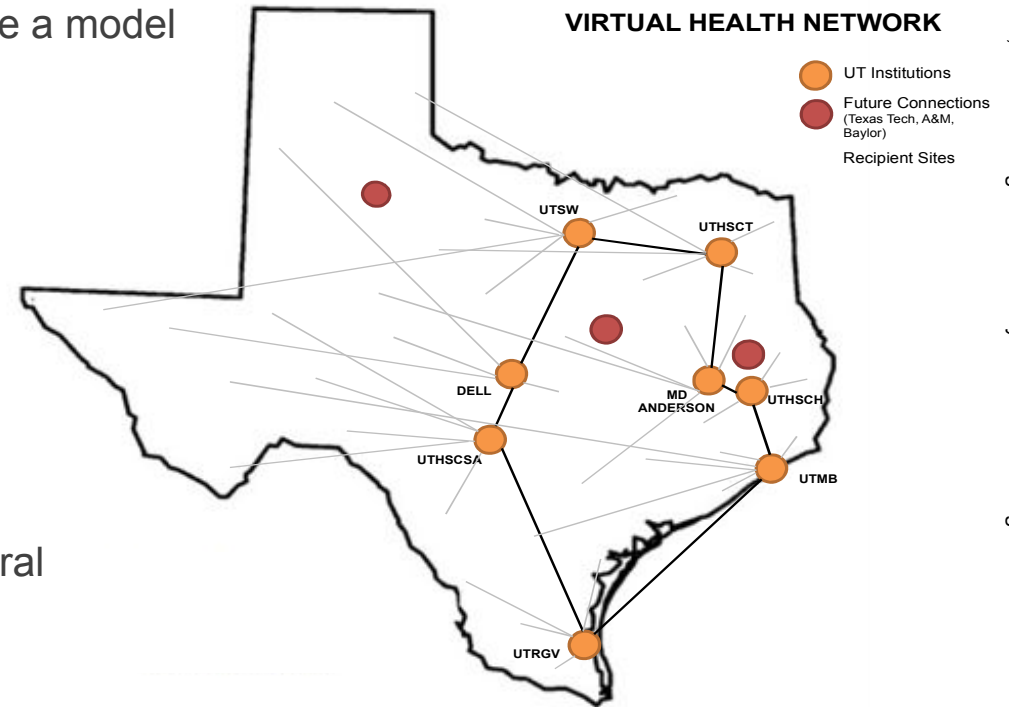 e a model
VIRTUAL HEALTH NETWORK
UT Institutions
Future Connections
(Texas Tech, A&M,
Baylor)
Recipient Sites
UTSW
UTHSCT
DELL
MD
ANDERSON
UTHSCH
UTHSCSA
UTMB
ral
UTRGV